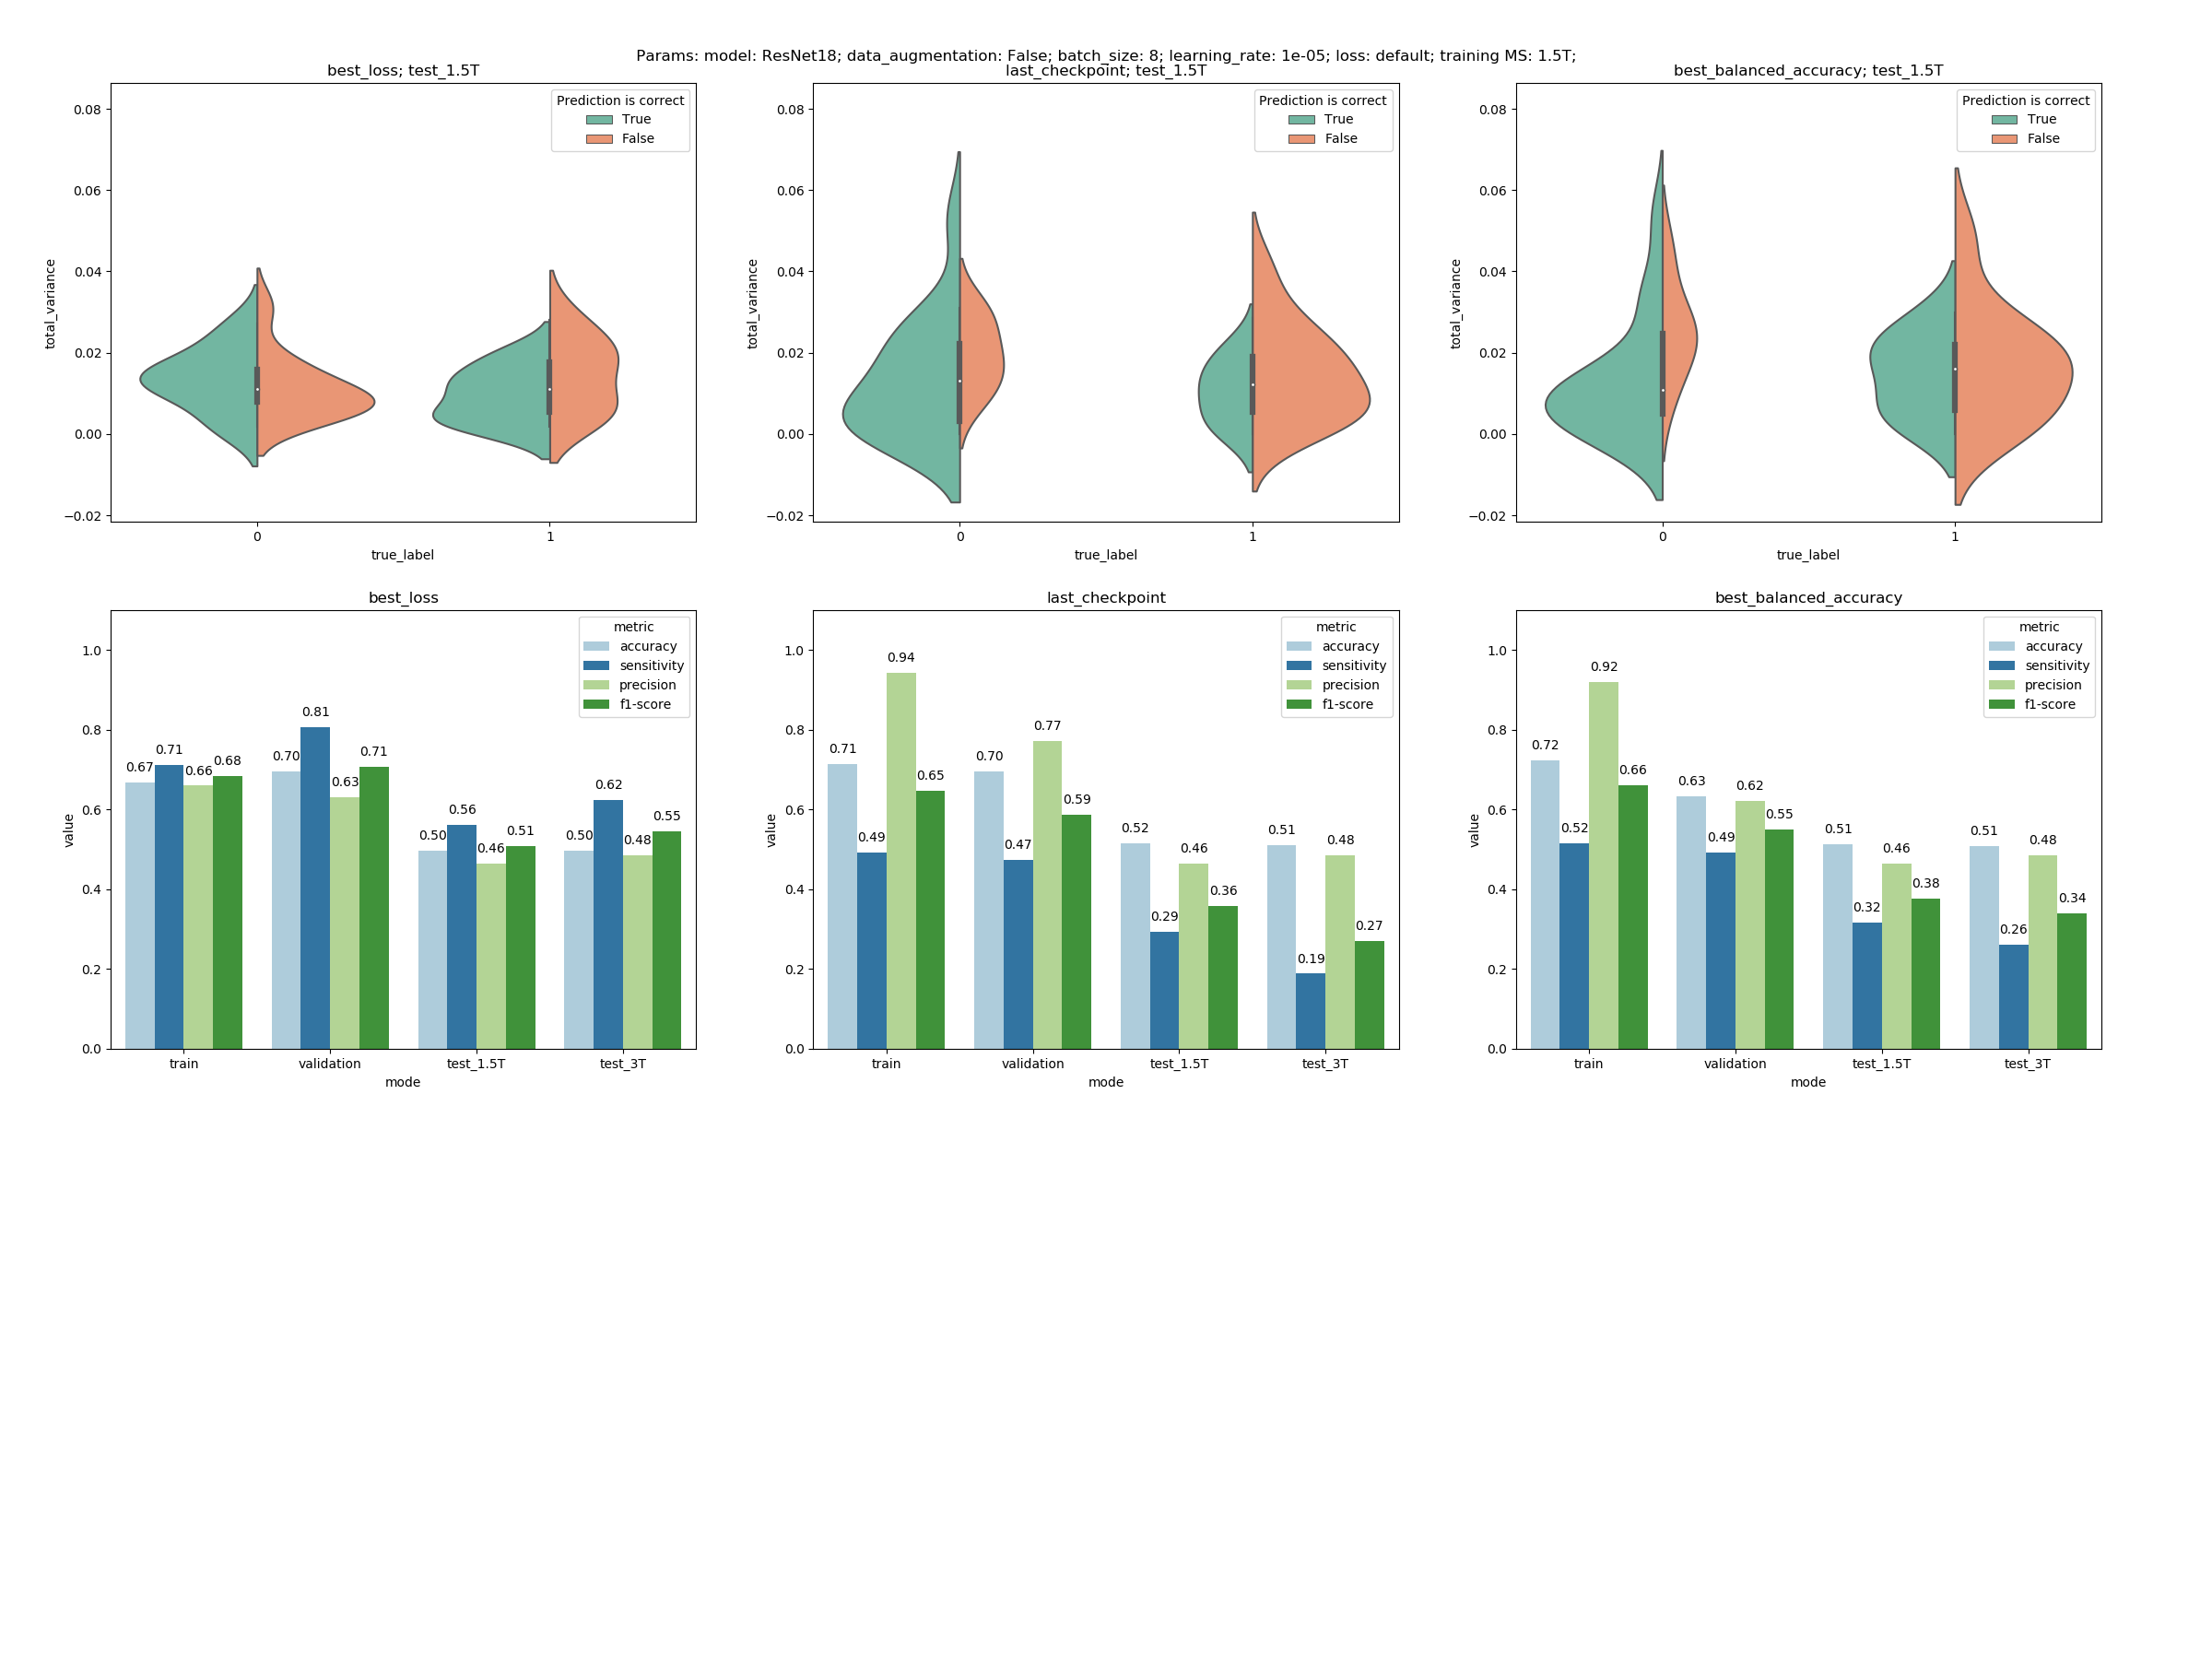 Params: model: ResNet18; data_augmentation: False; batch_size: 8; learning_rate: 1e-05; loss: default; training MS: 1.5T;
best_loss; test_1.5T
total_variance
0.08
0.06
0.04
0.02
0.00
−0.02
0 1
true_label
Prediction is correct
True
False
last_checkpoint; test_1.5T
total_variance
0.08
0.06
0.04
0.02
0.00
−0.02
0 1
true_label
Prediction is correct
True
False
best_balanced_accuracy; test_1.5T
total_variance
0.08
0.06
0.04
0.02
0.00
−0.02
0 1
true_label
Prediction is correct
True
False
best_loss
value
1.0
0.8
0.6
0.4
0.2
0.0
metric
accuracy
sensitivity
precision
f1-score
0.67 0.71 0.66 0.68
0.70 0.81 0.63 0.71
0.50 0.56 0.46 0.51
0.50 0.62 0.48 0.55
train validation test_1.5T test_3T
mode
last_checkpoint
value
1.0
0.8
0.6
0.4
0.2
0.0
metric
accuracy
sensitivity
precision
f1-score
0.71 0.49 0.94 0.65
0.70 0.47 0.77 0.59
0.52 0.29 0.46 0.36
0.51 0.19 0.48 0.27
train validation test_1.5T test_3T
mode
best_balanced_accuracy
value
1.0
0.8
0.6
0.4
0.2
0.0
metric
accuracy
sensitivity
precision
f1-score
0.72 0.52 0.92 0.66
0.63 0.49 0.62 0.55
0.51 0.32 0.46 0.38
0.51 0.26 0.48 0.34
train validation test_1.5T test_3T
mode